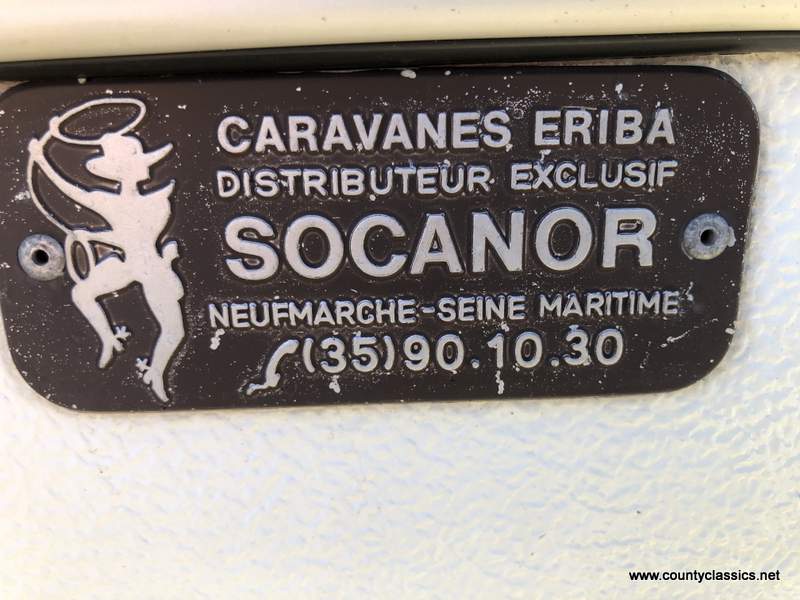 CARAVANES ERIBA
DISTRIBUTEUR EXCLUSIF
SOCANOR
NEUFMARCHE-SEINE MARITIME
(35)90.10.30
www.countyclassics.net